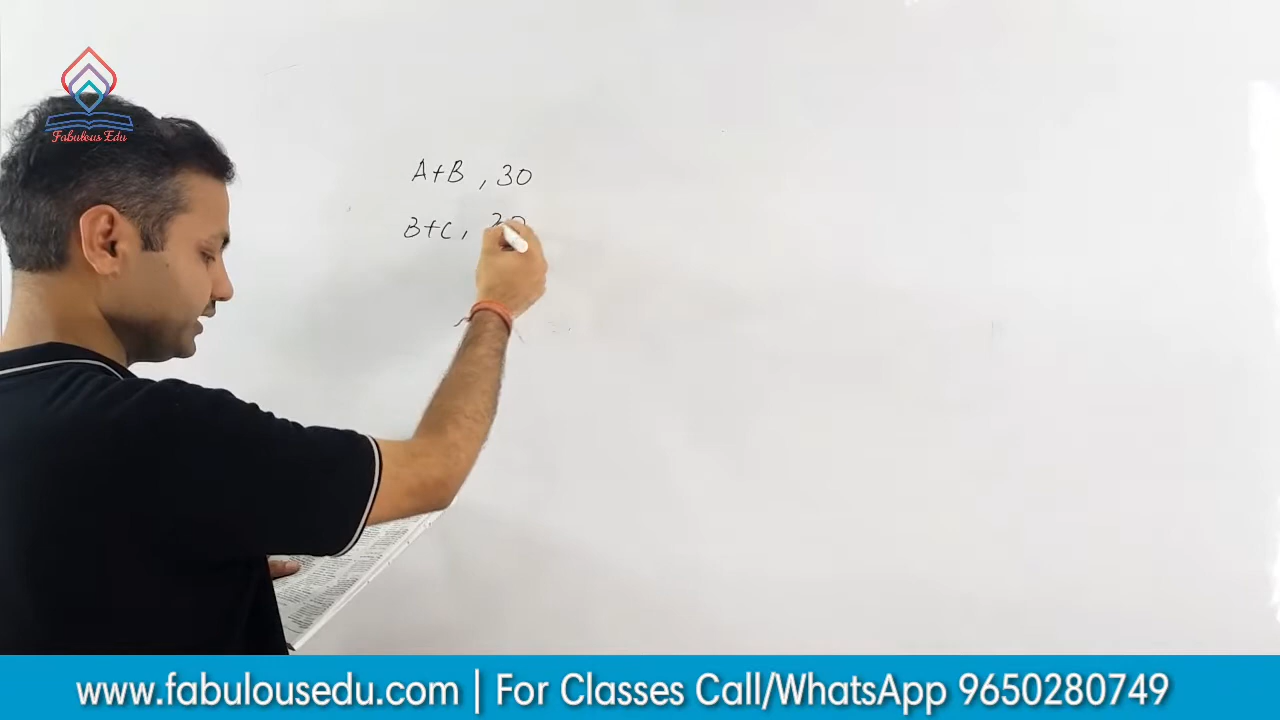 Fabulous Edu
A+B , 30
B+C,
www.fabulousedu.com | For Classes Call/WhatsApp 9650280749